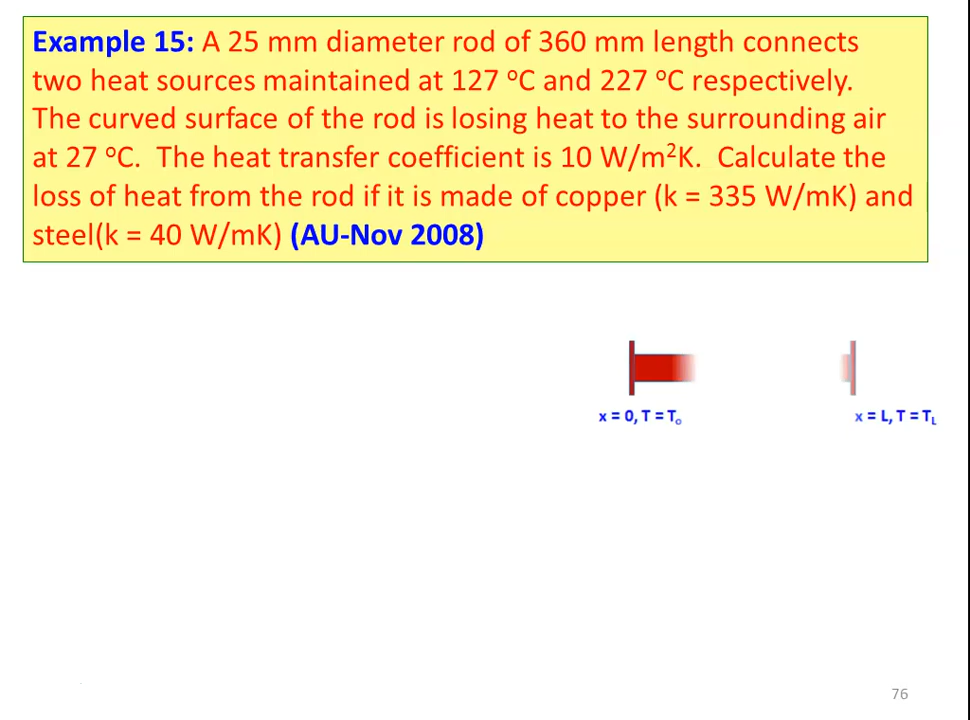 Example 15: A 25 mm diameter rod of 360 mm length connects
two heat sources maintained at 127 °C and 227 °C respectively.
The curved surface of the rod is losing heat to the surrounding air
at 27 °C. The heat transfer coefficient is 10 W/m²K. Calculate the
loss of heat from the rod if it is made of copper (k = 335 W/mK) and
steel(k = 40 W/mK) (AU-Nov 2008)
x = 0, T = Tₒ
x = L, T = T_L
76